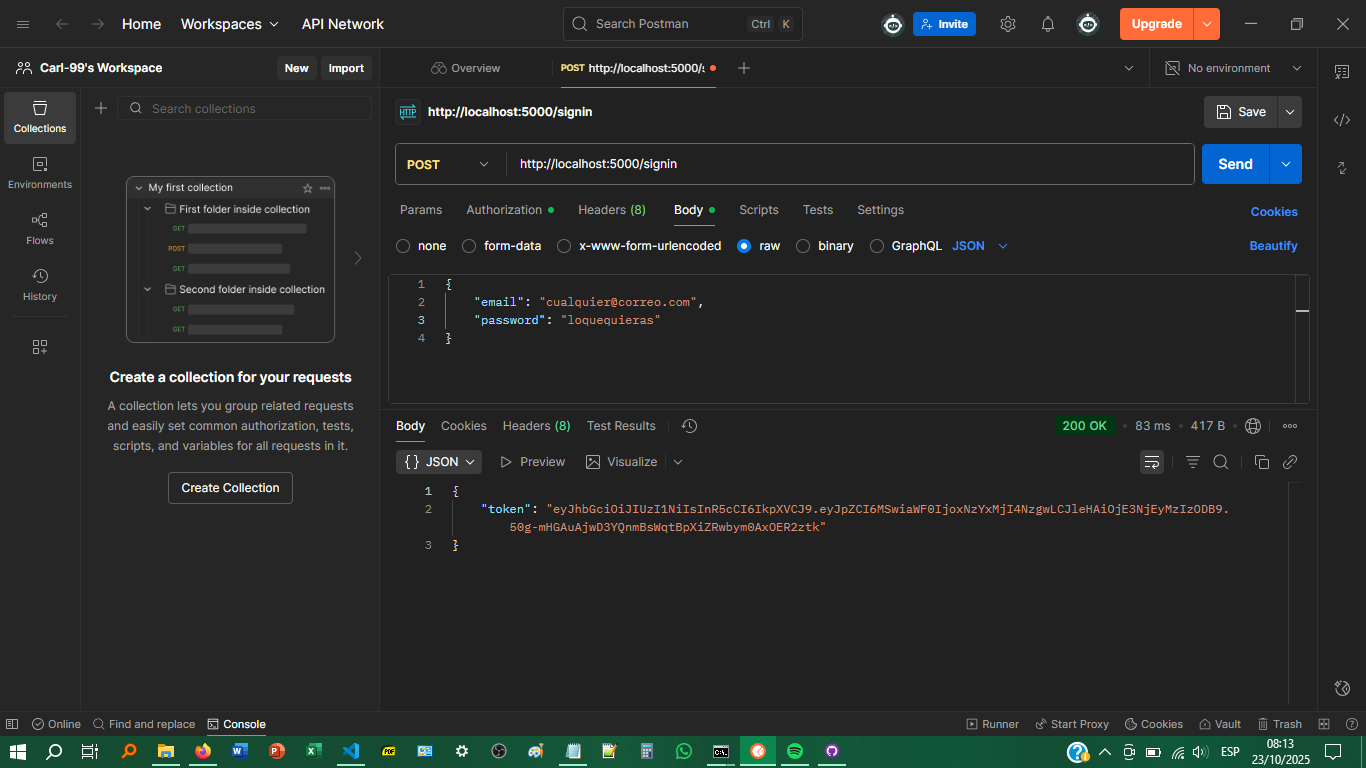 Home
Workspaces
API Network
Search Postman
Ctrl K
Invite
Upgrade
Carl-99's Workspace
New
Import
Overview
POST http://localhost:5000/s
No environment
Collections
Environments
Flows
History
Search collections
My first collection
First folder inside collection
GET
POST
GET
Second folder inside collection
GET
GET
Create a collection for your requests
A collection lets you group related requests
and easily set common authorization, tests,
scripts, and variables for all requests in it.
Create Collection
HTTP
http://localhost:5000/signin
Save
POST
http://localhost:5000/signin
Send
Params
Authorization
Headers (8)
Body
Scripts
Tests
Settings
Cookies
none
form-data
x-www-form-urlencoded
raw
binary
GraphQL
JSON
Beautify
1 {
2 "email": "cualquier@correo.com",
3 "password": "loquequieras"
4 }
Body
Cookies
Headers (8)
Test Results
200 OK
83 ms
417 B
{} JSON
Preview
Visualize
1 {
2 "token": "eyJhbGciOiJIUzI1NiIsInR5cCI6IkpXVCJ9.eyJpZCI6MSwiaWF0IjoxNzYxMjI4NzgwLCJleHAiOjE3NjEyMzIzODB9.
50g-mHGAuAjwD3YQnmBsWqtBpXiZRwbym0AxOER2ztk"
3 }
Online
Find and replace
Console
Runner
Start Proxy
Cookies
Vault
Trash
PDF
ESP
08:13
23/10/2025